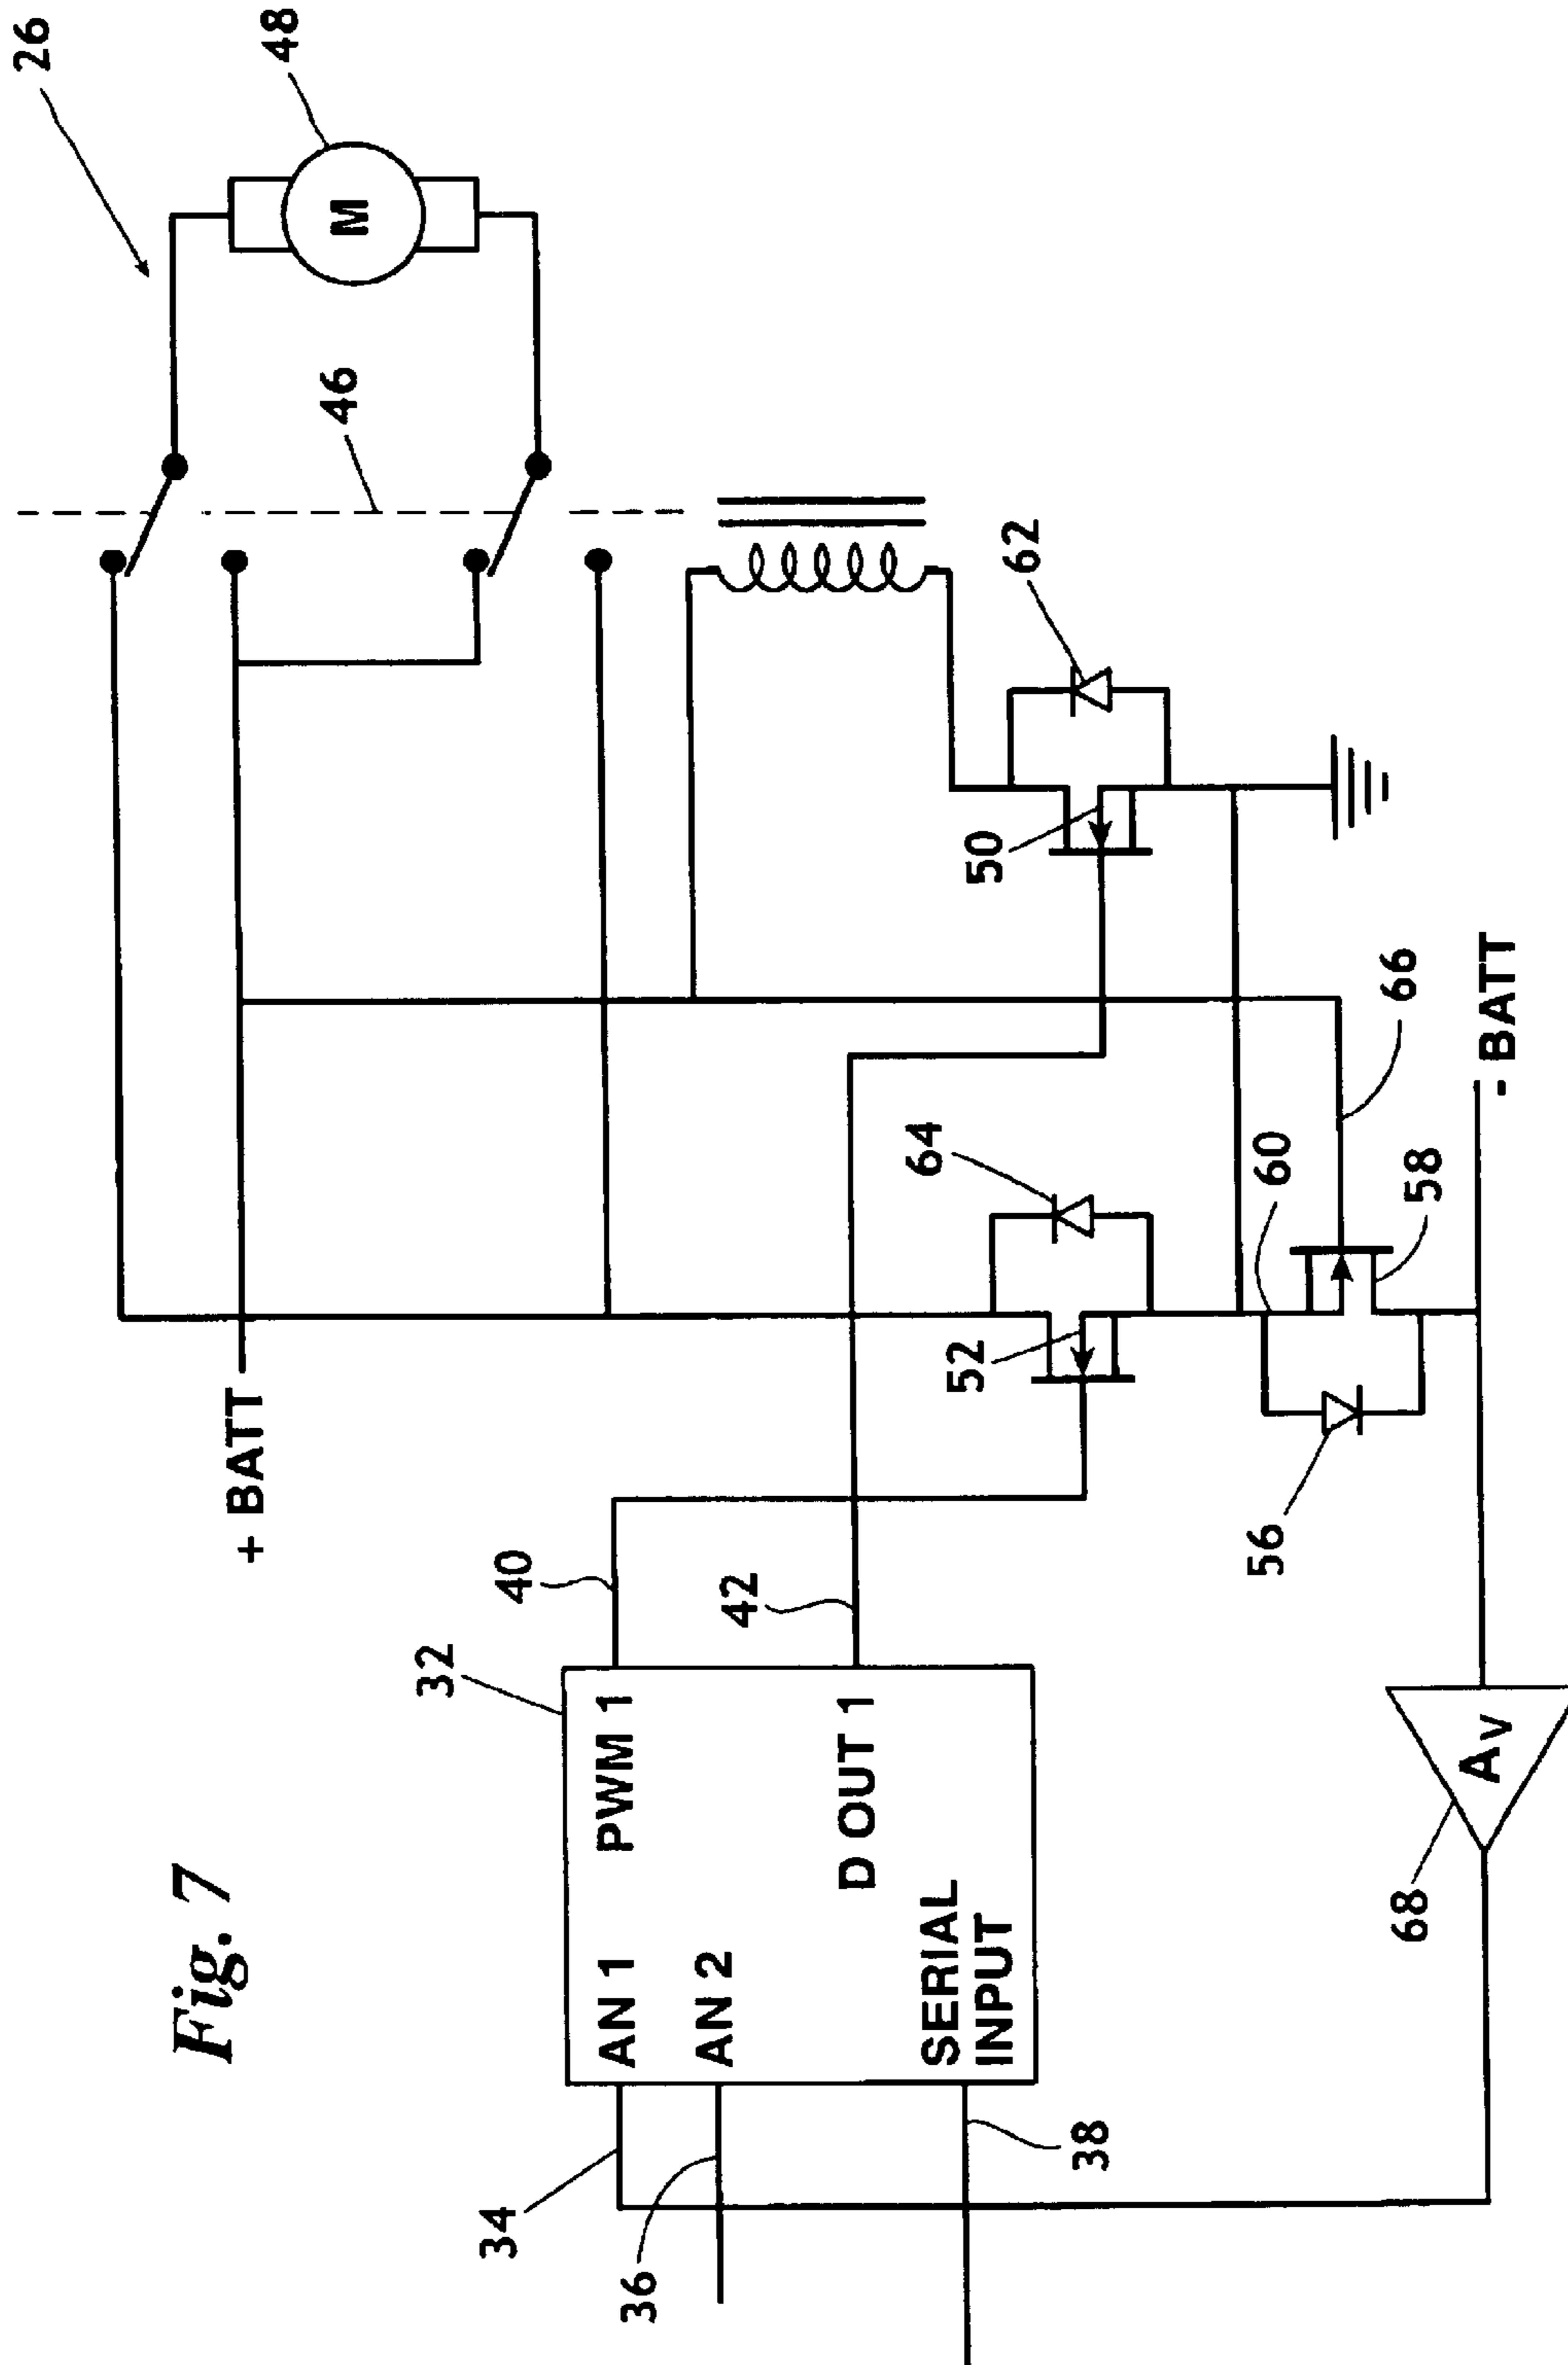 Fig. 7
26
48
46
+ BATT
32
40
42
34
36
38
AN 1
PWM 1
AN 2
D OUT 1
SERIAL
INPUT
M
62
50
64
52
60
66
58
56
- BATT
68
AV